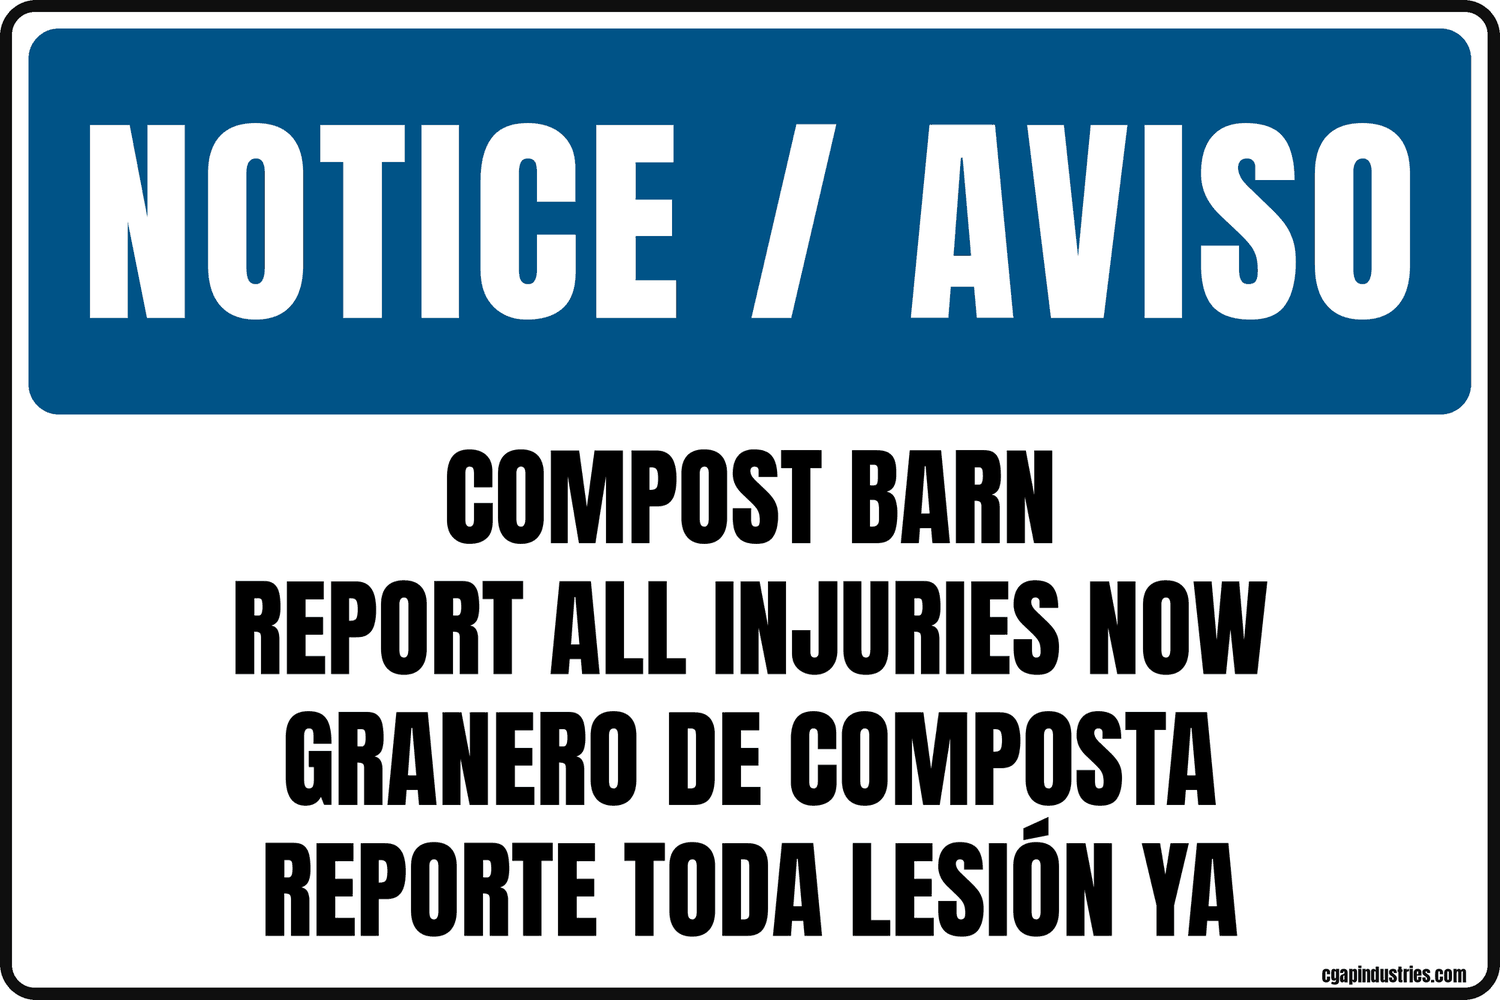 NOTICE / AVISO
COMPOST BARN
REPORT ALL INJURIES NOW
GRANERO DE COMPOSTA
REPORTE TODA LESIÓN YA
cgapindustries.com